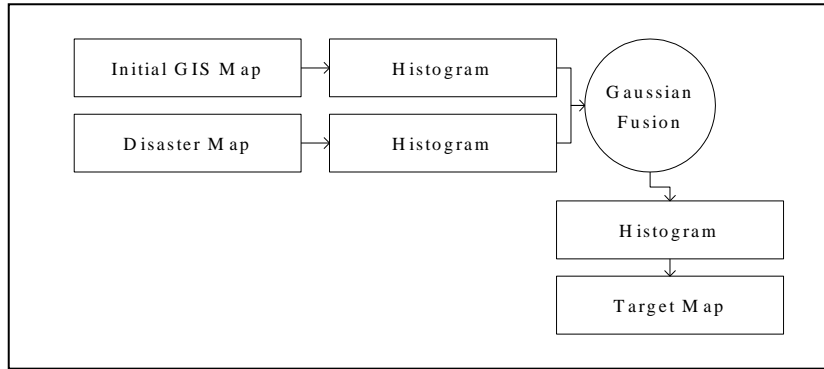 Initial GIS Map
Histogram
Disaster Map
Histogram
Gaussian
Fusion
Histogram
Target Map